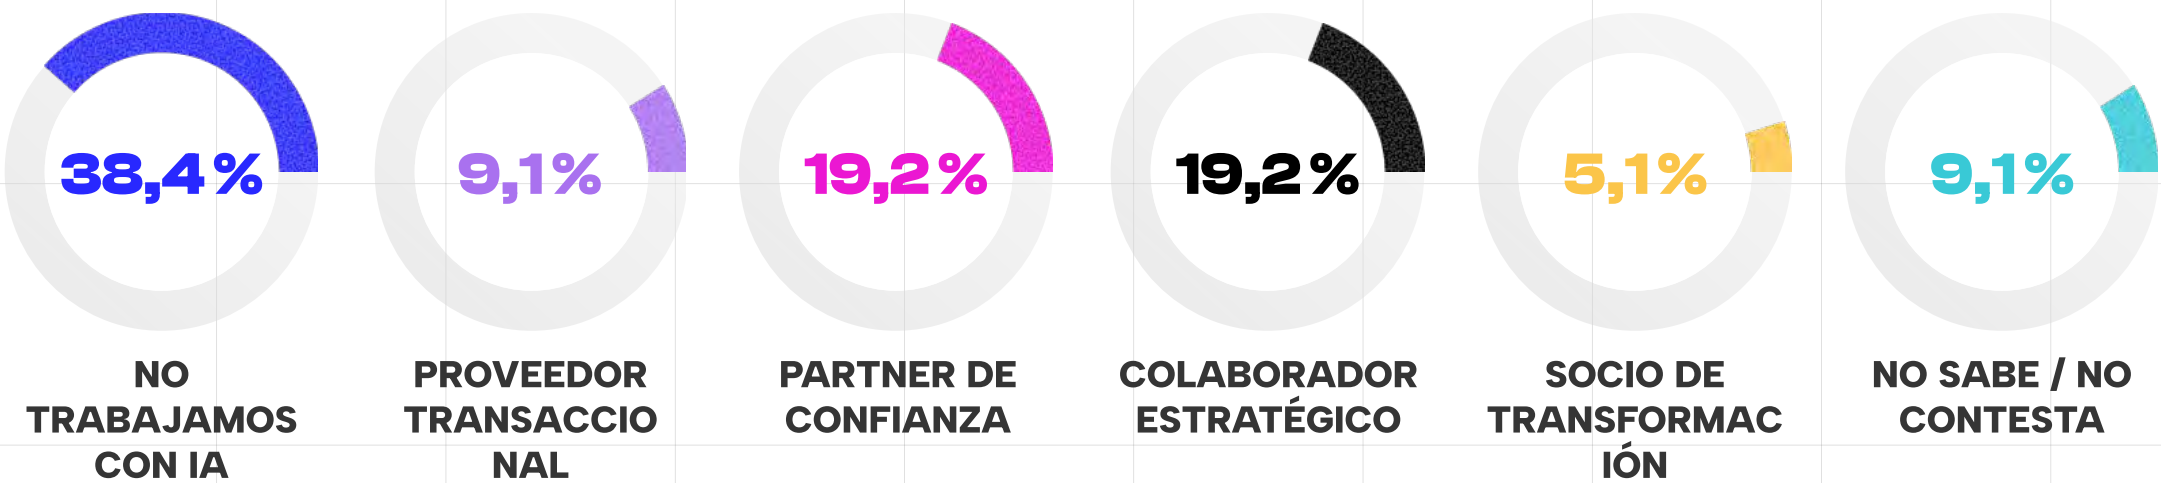 38,4%
9,1%
19,2%
19,2%
5,1%
9,1%
NO
TRABAJAMOS
CON IA
PROVEEDOR
TRANSACCIO
NAL
PARTNER DE
CONFIANZA
COLABORADOR
ESTRATÉGICO
SOCIO DE
TRANSFORMAC
IÓN
NO SABE / NO
CONTESTA